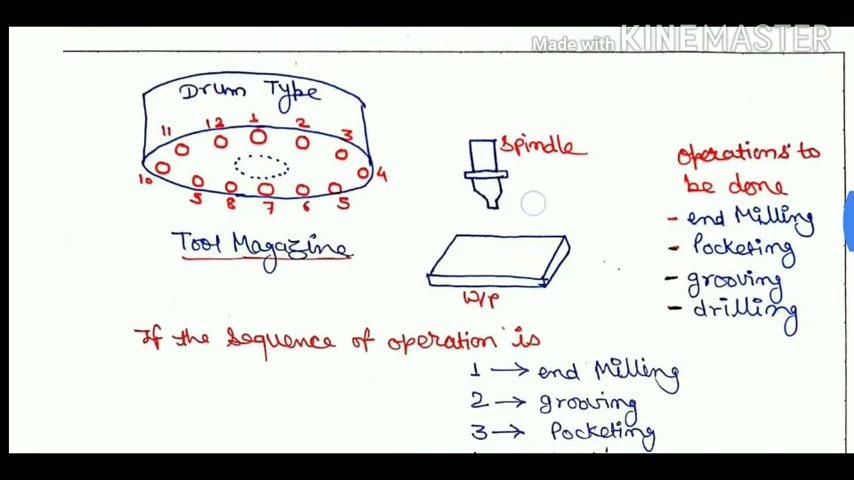 Made with KINEMASTER
Drum Type
1
2
3
4
5
6
7
8
5
10
11
12
Tool Magazine
Spindle
W/P
operations to
be done
- end Milling
- Pocketing
- grooving
- drilling
If the sequence of operation is
1 → end Milling
2 → grooving
3 → Pocketing